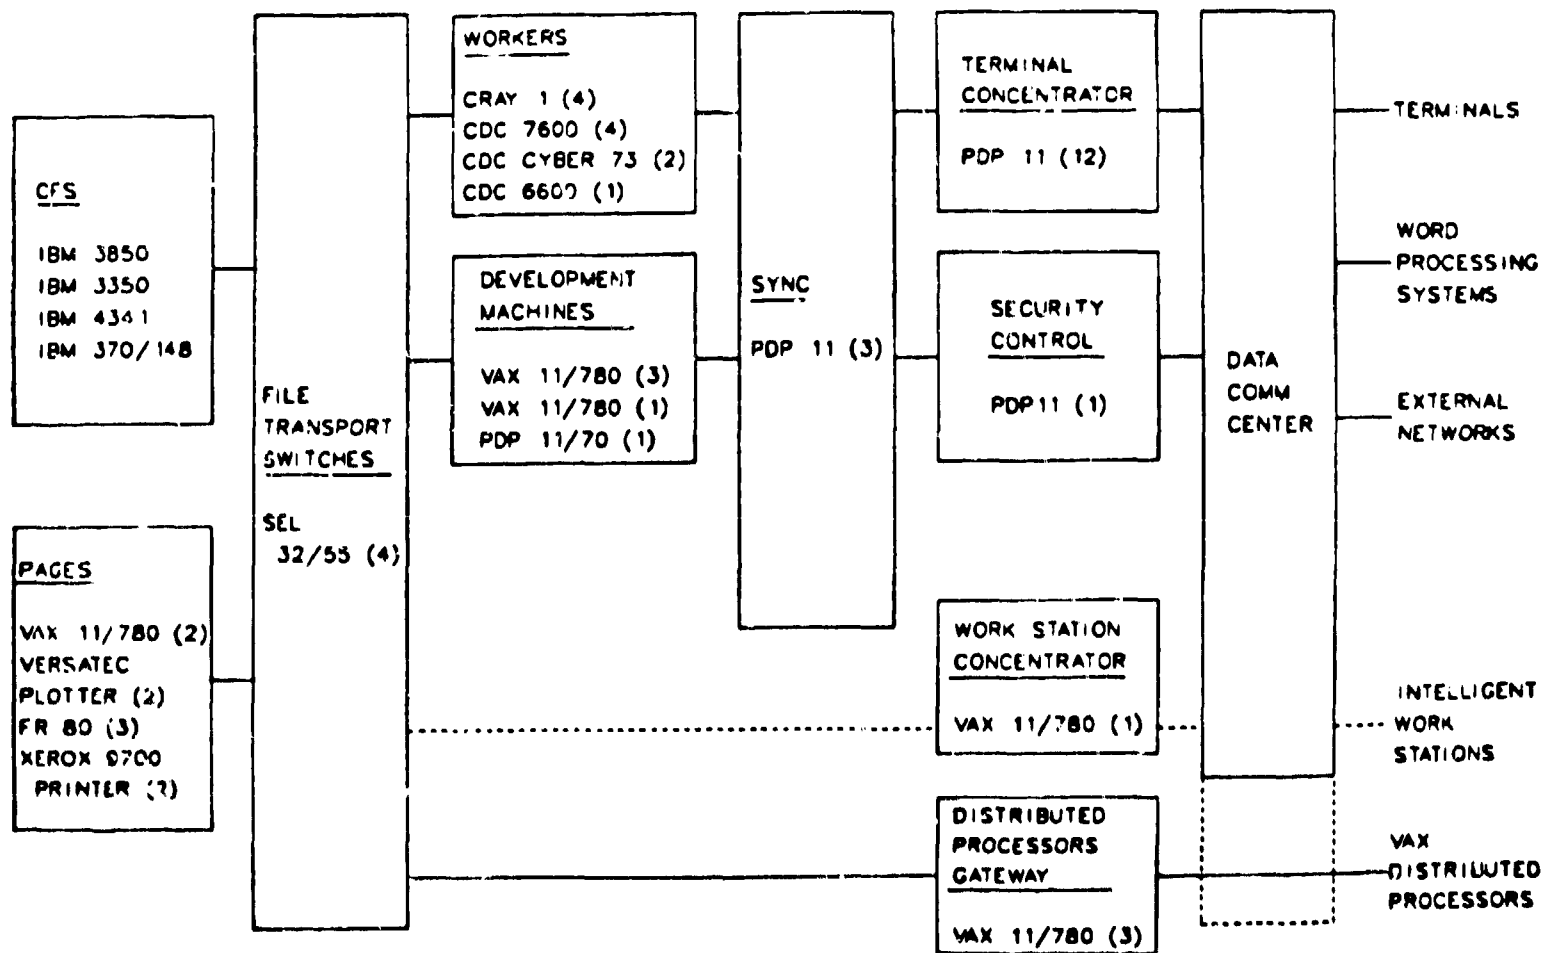 CFS
IBM 3850
IBM 3350
IBM 4341
IBM 370/148
PAGES
VAX 11/780 (2)
VERSATEC
PLOTTER (2)
FR 80 (3)
XEROX 9700
PRINTER
FILE
TRANSPORT
SWITCHES
SEL
32/55 (4)
WORKERS
CRAY 1 (4)
CDC 7600 (4)
CDC CYBER 73 (2)
CDC 6600 (1)
DEVELOPMENT
MACHINES
VAX 11/780 (3)
VAX 11/780 (1)
PDP 11/70 (1)
SYNC
PDP 11 (3)
TERMINAL
CONCENTRATOR
PDP 11 (12)
SECURITY
CONTROL
PDP11 (1)
WORK STATION
CONCENTRATOR
VAX 11/780 (1)
DISTRIBUTED
PROCESSORS
GATEWAY
VAX 11/780 (3)
DATA
COMM
CENTER
TERMINALS
WORD
PROCESSING
SYSTEMS
EXTERNAL
NETWORKS
INTELLIGENT
WORK
STATIONS
VAX
DISTRIBUTED
PROCESSORS